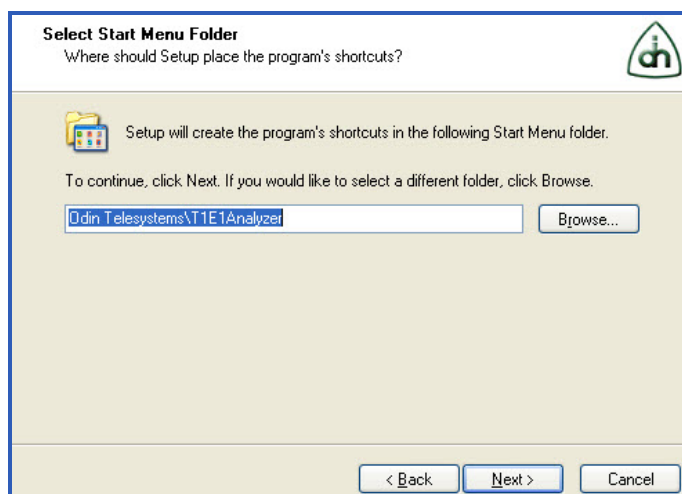 Select Start Menu Folder
Where should Setup place the program's shortcuts?
Setup will create the program's shortcuts in the following Start Menu folder.
To continue, click Next. If you would like to select a different folder, click Browse.
Odin Telesystems\T1E1Analyzer
Browse...
< Back
Next >
Cancel